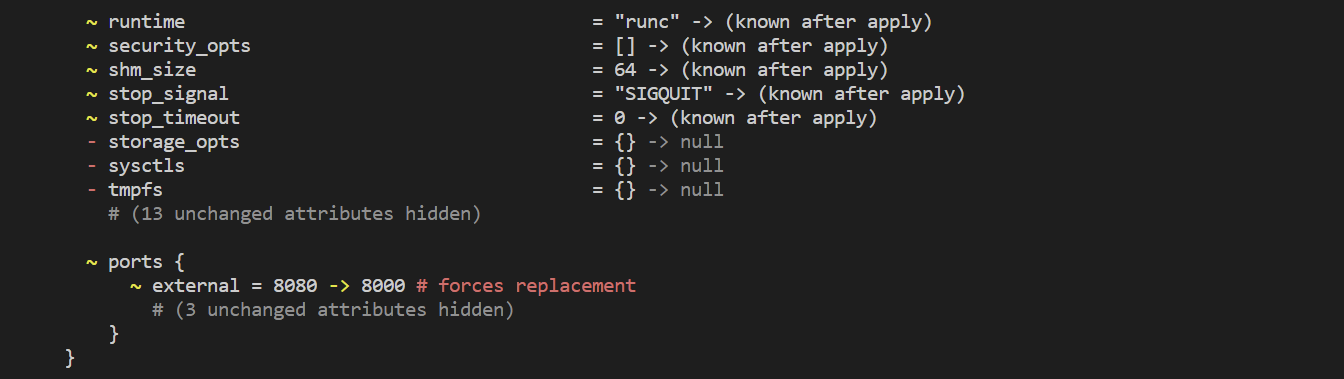 ~ runtime = "runc" -> (known after apply)
~ security_opts = [] -> (known after apply)
~ shm_size = 64 -> (known after apply)
~ stop_signal = "SIGQUIT" -> (known after apply)
~ stop_timeout = 0 -> (known after apply)
- storage_opts = {} -> null
- sysctls = {} -> null
- tmpfs = {} -> null
# (13 unchanged attributes hidden)
~ ports {
~ external = 8080 -> 8000 # forces replacement
# (3 unchanged attributes hidden)
}
}